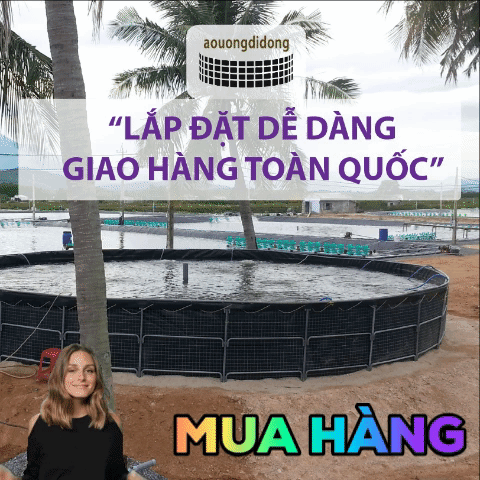 aouongdidong
“LẮP ĐẶT DỄ DÀNG
GIAO HÀNG TOÀN QUỐC”
MUA HÀNG